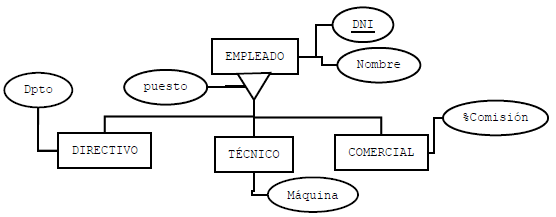 DNI
EMPLEADO
Nombre
Dpto
puesto
%Comisión
DIRECTIVO
TÉCNICO
COMERCIAL
Máquina